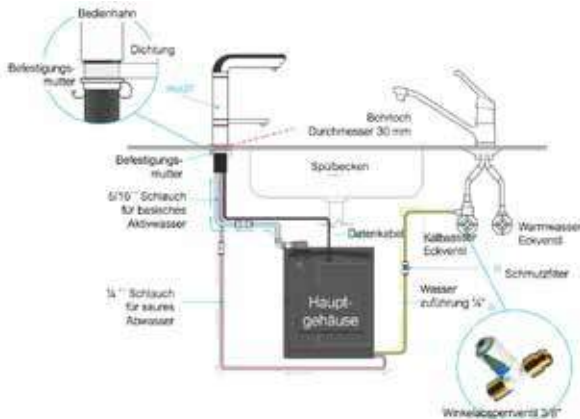 Bedienhahn
Dichtung
Befestigungs-
mutter
Bohrloch
Durchmesser 30 mm
Befestigungs-
mutter
Spülbecken
5/16´´ Schlauch
für basisches
Aktivwasser
Datenkabel
Kaltwasser
Eckventil
Warmwasser
Eckventil
Schmutzfilter
¼´´ Schlauch
für saures
Abwasser
Haupt-
gehäuse
Wasser
zuführung ¼"
Winkelabsperrventil 3/8"